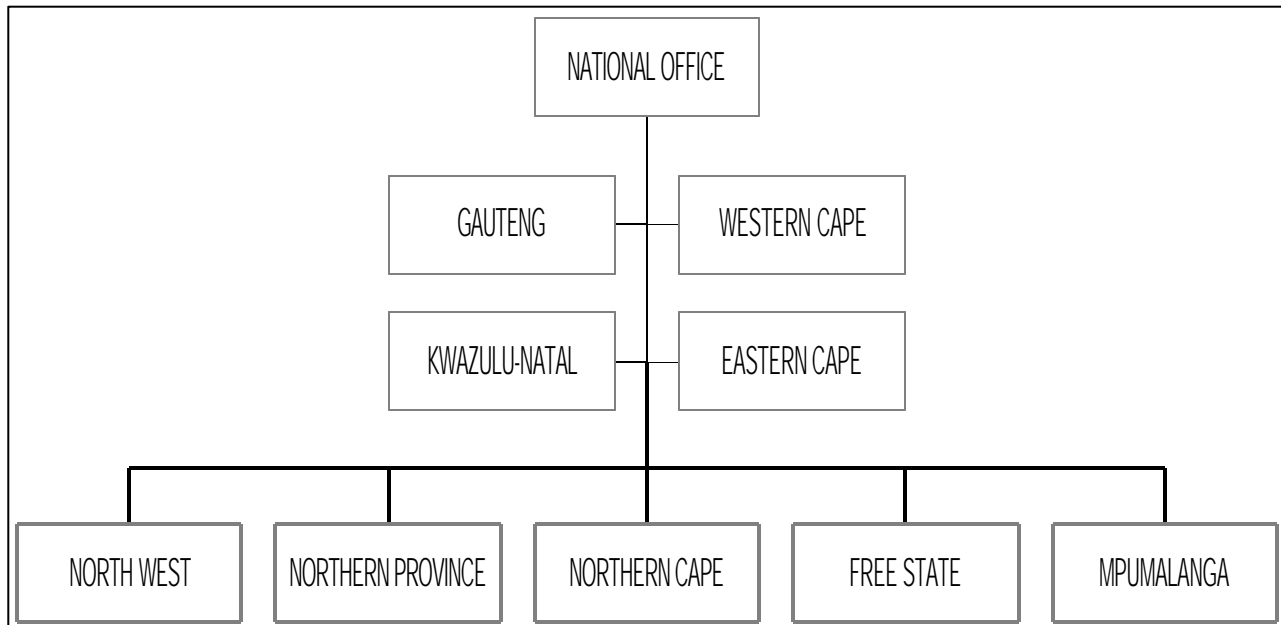 NATIONAL OFFICE
GAUTENG
WESTERN CAPE
KWAZULU-NATAL
EASTERN CAPE
NORTH WEST
NORTHERN PROVINCE
NORTHERN CAPE
FREE STATE
MPUMALANGA